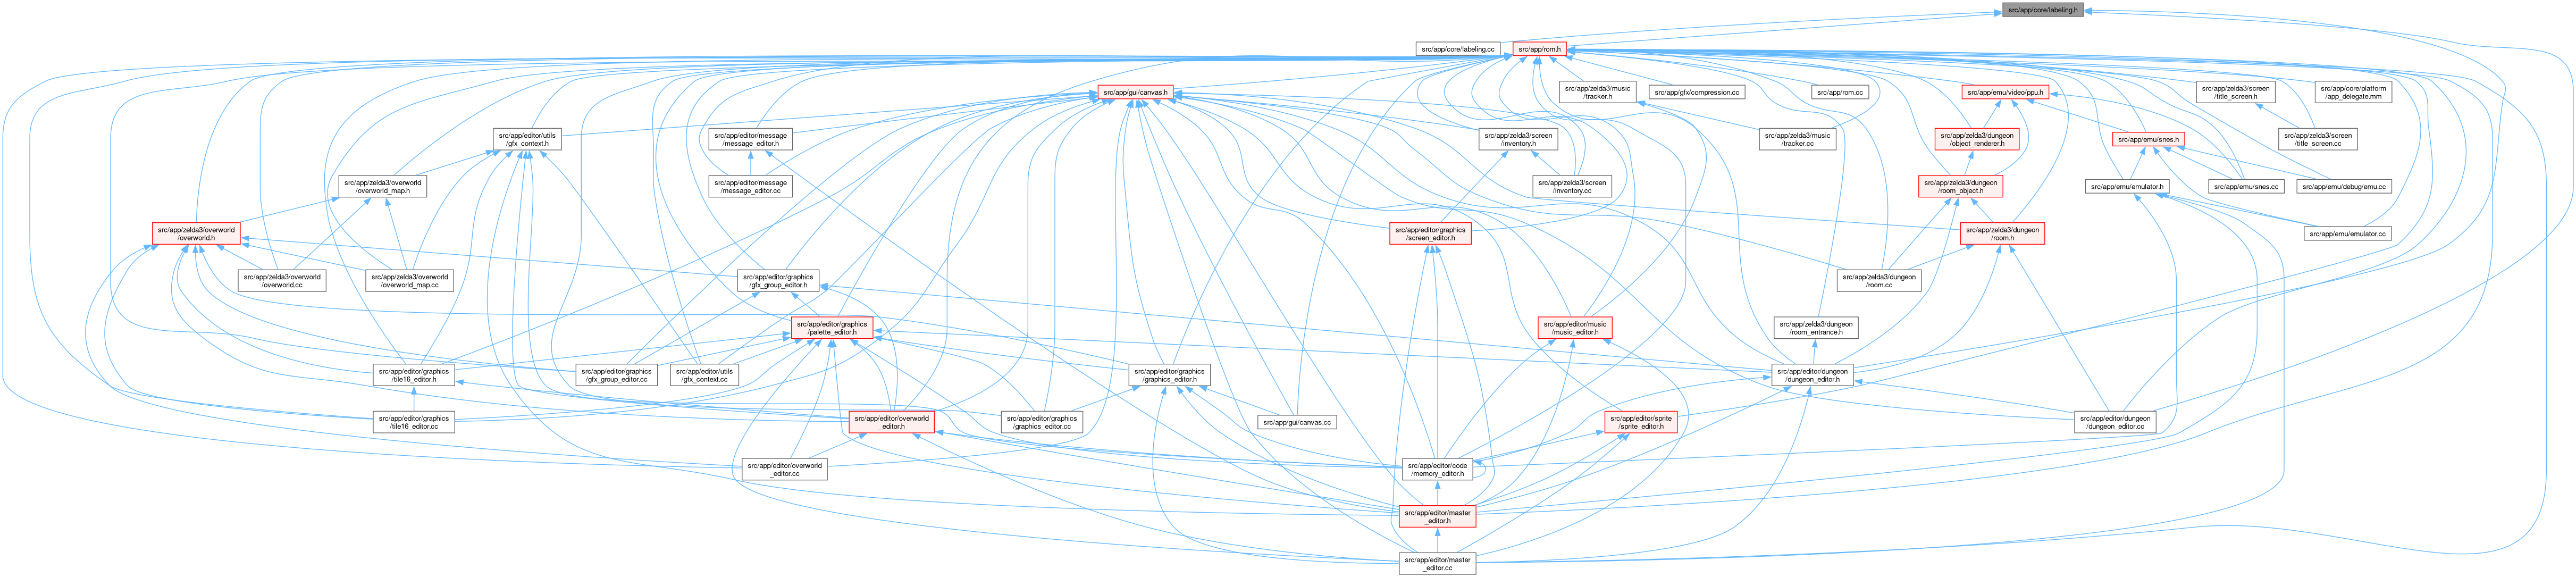 src/app/core/labeling.h
src/app/core/labeling.cc
src/app/rom.h
src/app/gui/canvas.h
src/app/zelda3/music
/tracker.h
src/app/gfx/compression.cc
src/app/rom.cc
src/app/emu/video/ppu.h
src/app/zelda3/screen
/title_screen.h
src/app/core/platform
/app_delegate.mm
src/app/editor/utils
/gfx_context.h
src/app/editor/message
/message_editor.h
src/app/zelda3/screen
/inventory.h
src/app/zelda3/music
/tracker.cc
src/app/zelda3/dungeon
/object_renderer.h
src/app/emu/snes.h
src/app/zelda3/screen
/title_screen.cc
src/app/zelda3/overworld
/overworld_map.h
src/app/editor/message
/message_editor.cc
src/app/zelda3/screen
/inventory.cc
src/app/zelda3/dungeon
/room_object.h
src/app/emu/emulator.h
src/app/emu/snes.cc
src/app/emu/debug/emu.cc
src/app/zelda3/overworld
/overworld.h
src/app/editor/graphics
/screen_editor.h
src/app/zelda3/dungeon
/room.h
src/app/emu/emulator.cc
src/app/zelda3/overworld
/overworld.cc
src/app/zelda3/overworld
/overworld_map.cc
src/app/editor/graphics
/gfx_group_editor.h
src/app/zelda3/dungeon
/room.cc
src/app/editor/graphics
/palette_editor.h
src/app/editor/music
/music_editor.h
src/app/zelda3/dungeon
/room_entrance.h
src/app/editor/graphics
/tile16_editor.h
src/app/editor/graphics
/gfx_group_editor.cc
src/app/editor/utils
/gfx_context.cc
src/app/editor/graphics
/graphics_editor.h
src/app/editor/dungeon
/dungeon_editor.h
src/app/editor/graphics
/tile16_editor.cc
src/app/editor/overworld
_editor.h
src/app/editor/graphics
/graphics_editor.cc
src/app/gui/canvas.cc
src/app/editor/sprite
/sprite_editor.h
src/app/editor/dungeon
/dungeon_editor.cc
src/app/editor/overworld
_editor.cc
src/app/editor/code
/memory_editor.h
src/app/editor/master
_editor.h
src/app/editor/master
_editor.cc